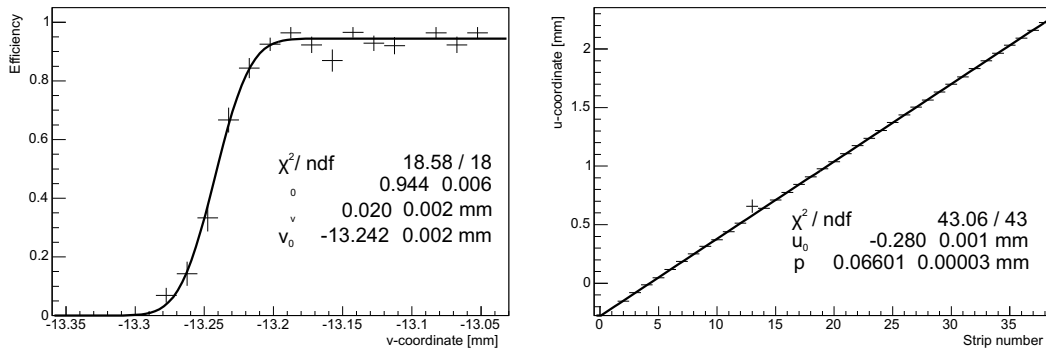 Efficiency
1
0.8
0.6
0.4
0.2
0
χ²/ ndf 18.58 / 18
₀ 0.944 0.006
ᵥ 0.020 0.002 mm
v₀ -13.242 0.002 mm
-13.35 -13.3 -13.25 -13.2 -13.15 -13.1 -13.05
v-coordinate [mm]
u-coordinate [mm]
2
1.5
1
0.5
0
χ² / ndf 43.06 / 43
u₀ -0.280 0.001 mm
p 0.06601 0.00003 mm
0 5 10 15 20 25 30 35
Strip number